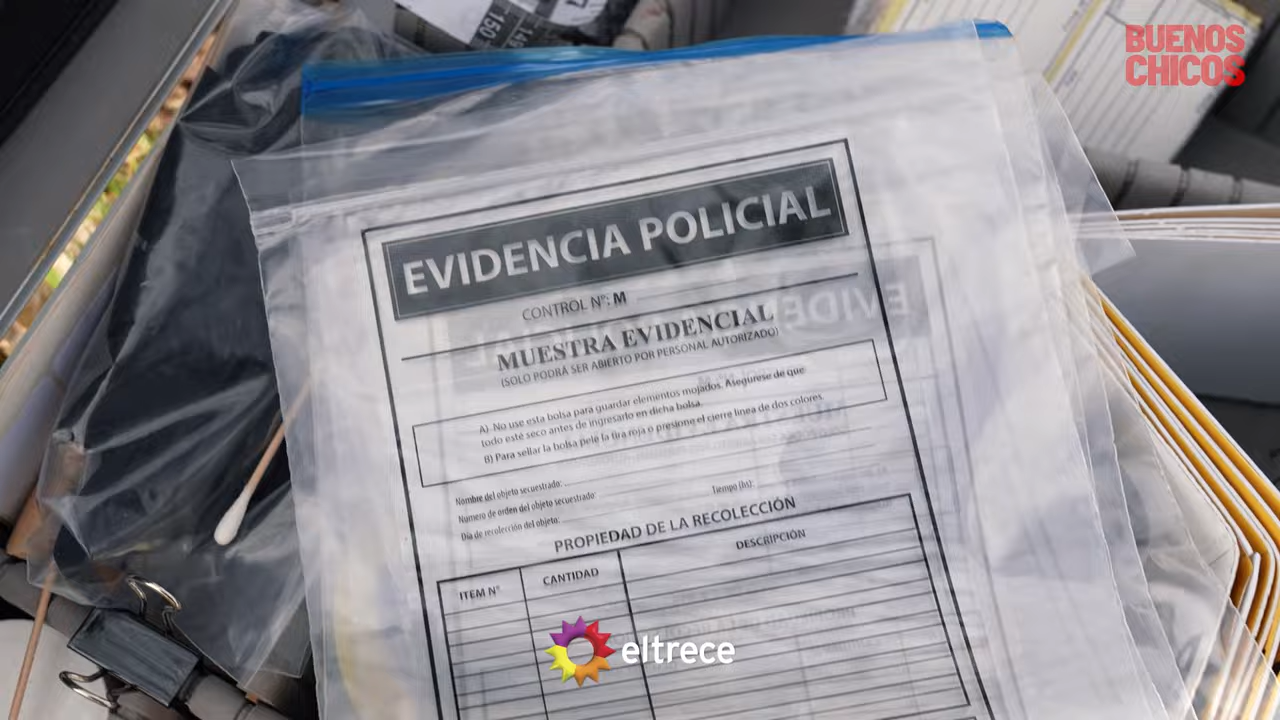 BUENOS
CHICOS
150
149
EVIDENCIA POLICIAL
CONTROL Nº: M
MUESTRA EVIDENCIAL
(SOLO PODRÁ SER ABIERTO POR PERSONAL AUTORIZADO)
A) No use esta bolsa para guardar elementos mojados. Asegurese de que
todo esté seco antes de ingresarlo en dicha bolsa.
B) Para sellar la bolsa pele la tira roja o presione el cierre linea de dos colores.
Nombre del objeto secuestrado:
Numero de orden del objeto secuestrado: Tiempo (hs):
Día de recolección del objeto:
PROPIEDAD DE LA RECOLECCIÓN
ITEM Nº CANTIDAD DESCRIPCIÓN
eltrece